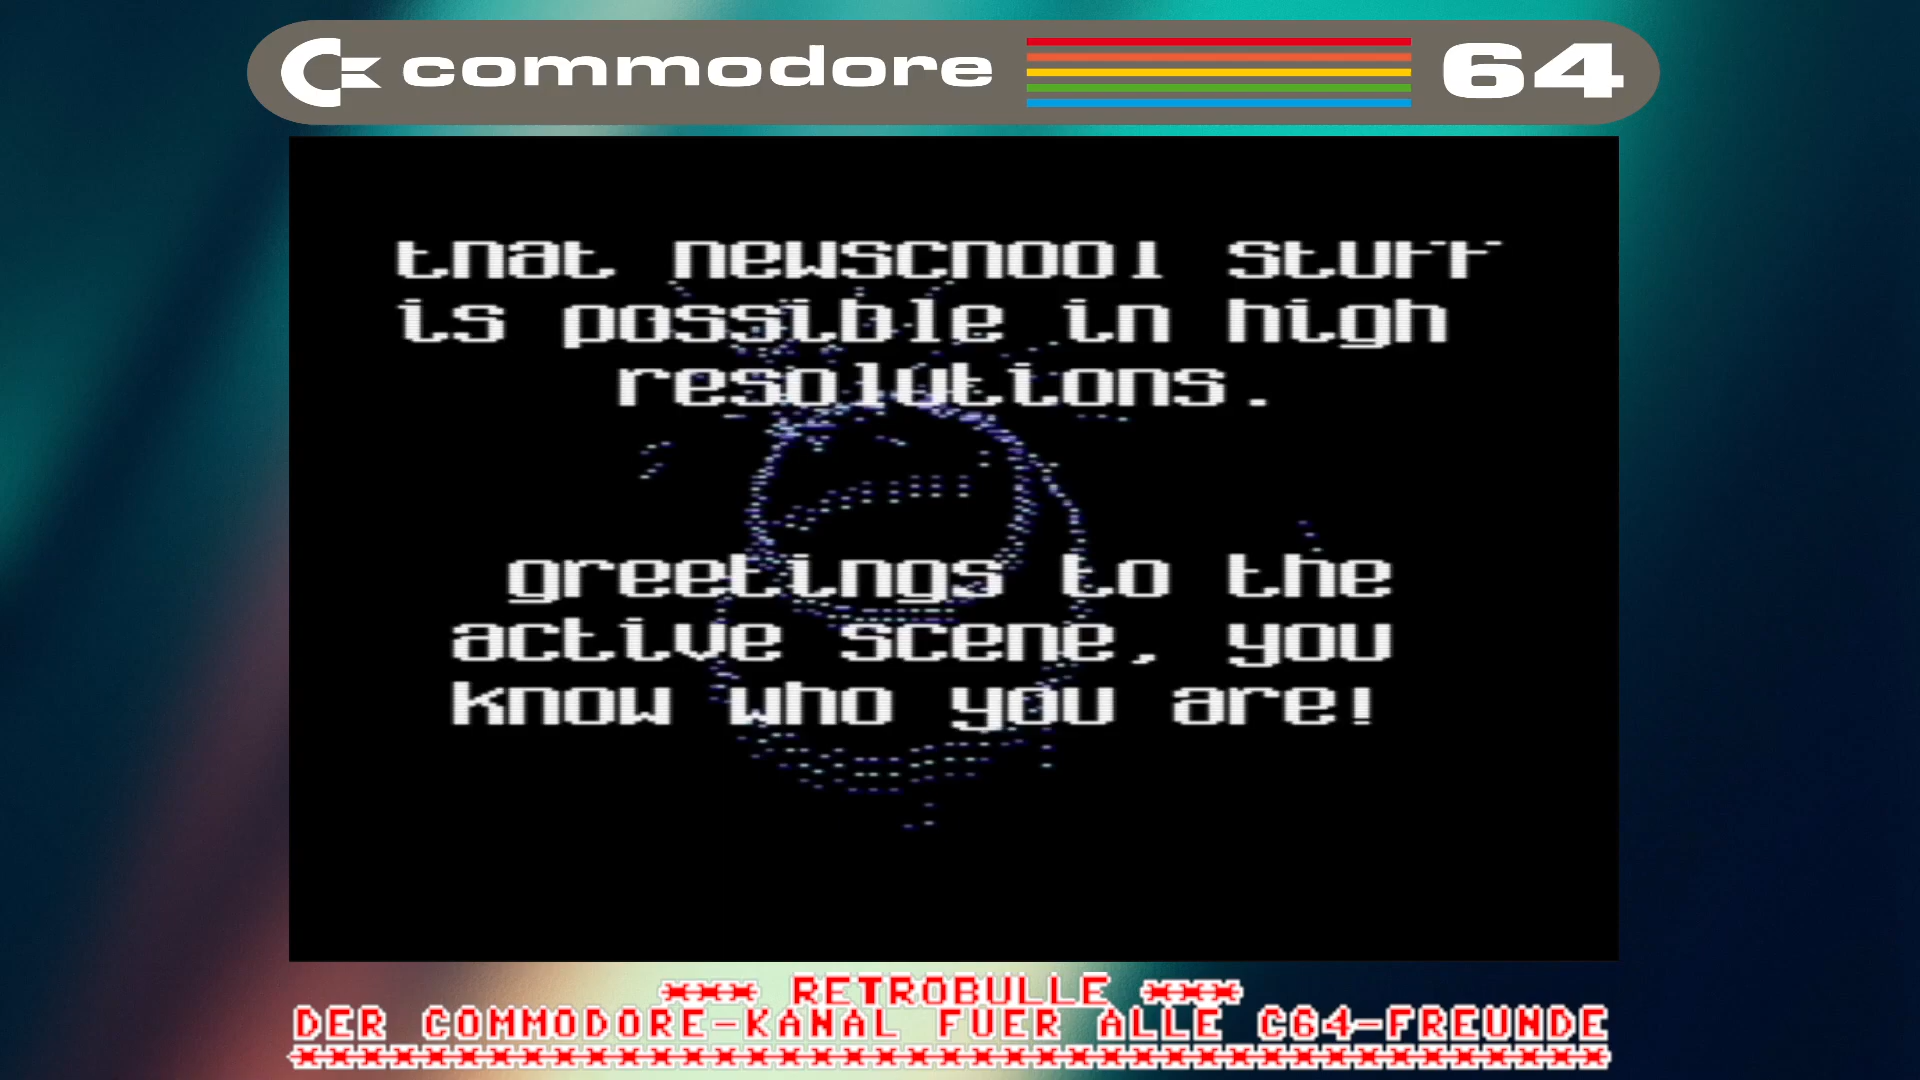 commodore 64
that newschool stuff
is possible in high
resolutions.
greetings to the
active scene, you
know who you are!
*** RETROBULLE ***
DER COMMODORE-KANAL FUER ALLE C64-FREUNDE
*****************************************